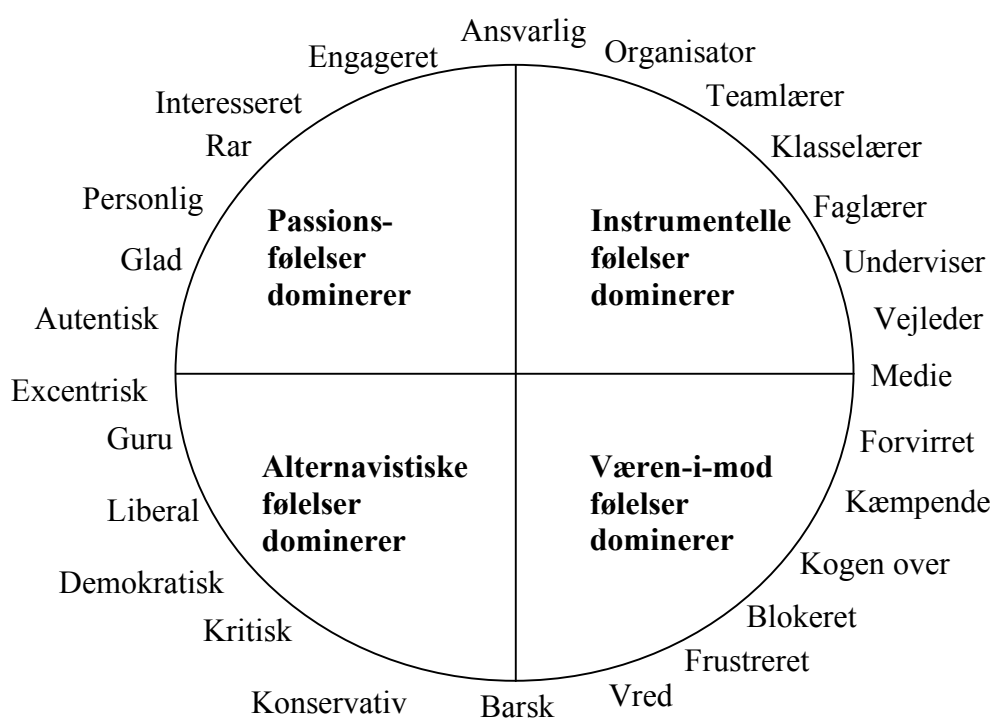 Ansvarlig
Engageret
Organisator
Interesseret
Teamlærer
Rar
Klasselærer
Personlig
Faglærer
Passions-
følelser
dominerer
Instrumentelle
følelser
dominerer
Glad
Underviser
Autentisk
Vejleder
Excentrisk
Medie
Guru
Forvirret
Alternavistiske
følelser
dominerer
Væren-i-mod
følelser
dominerer
Liberal
Kæmpende
Demokratisk
Kogen over
Kritisk
Blokeret
Frustreret
Konservativ
Barsk
Vred